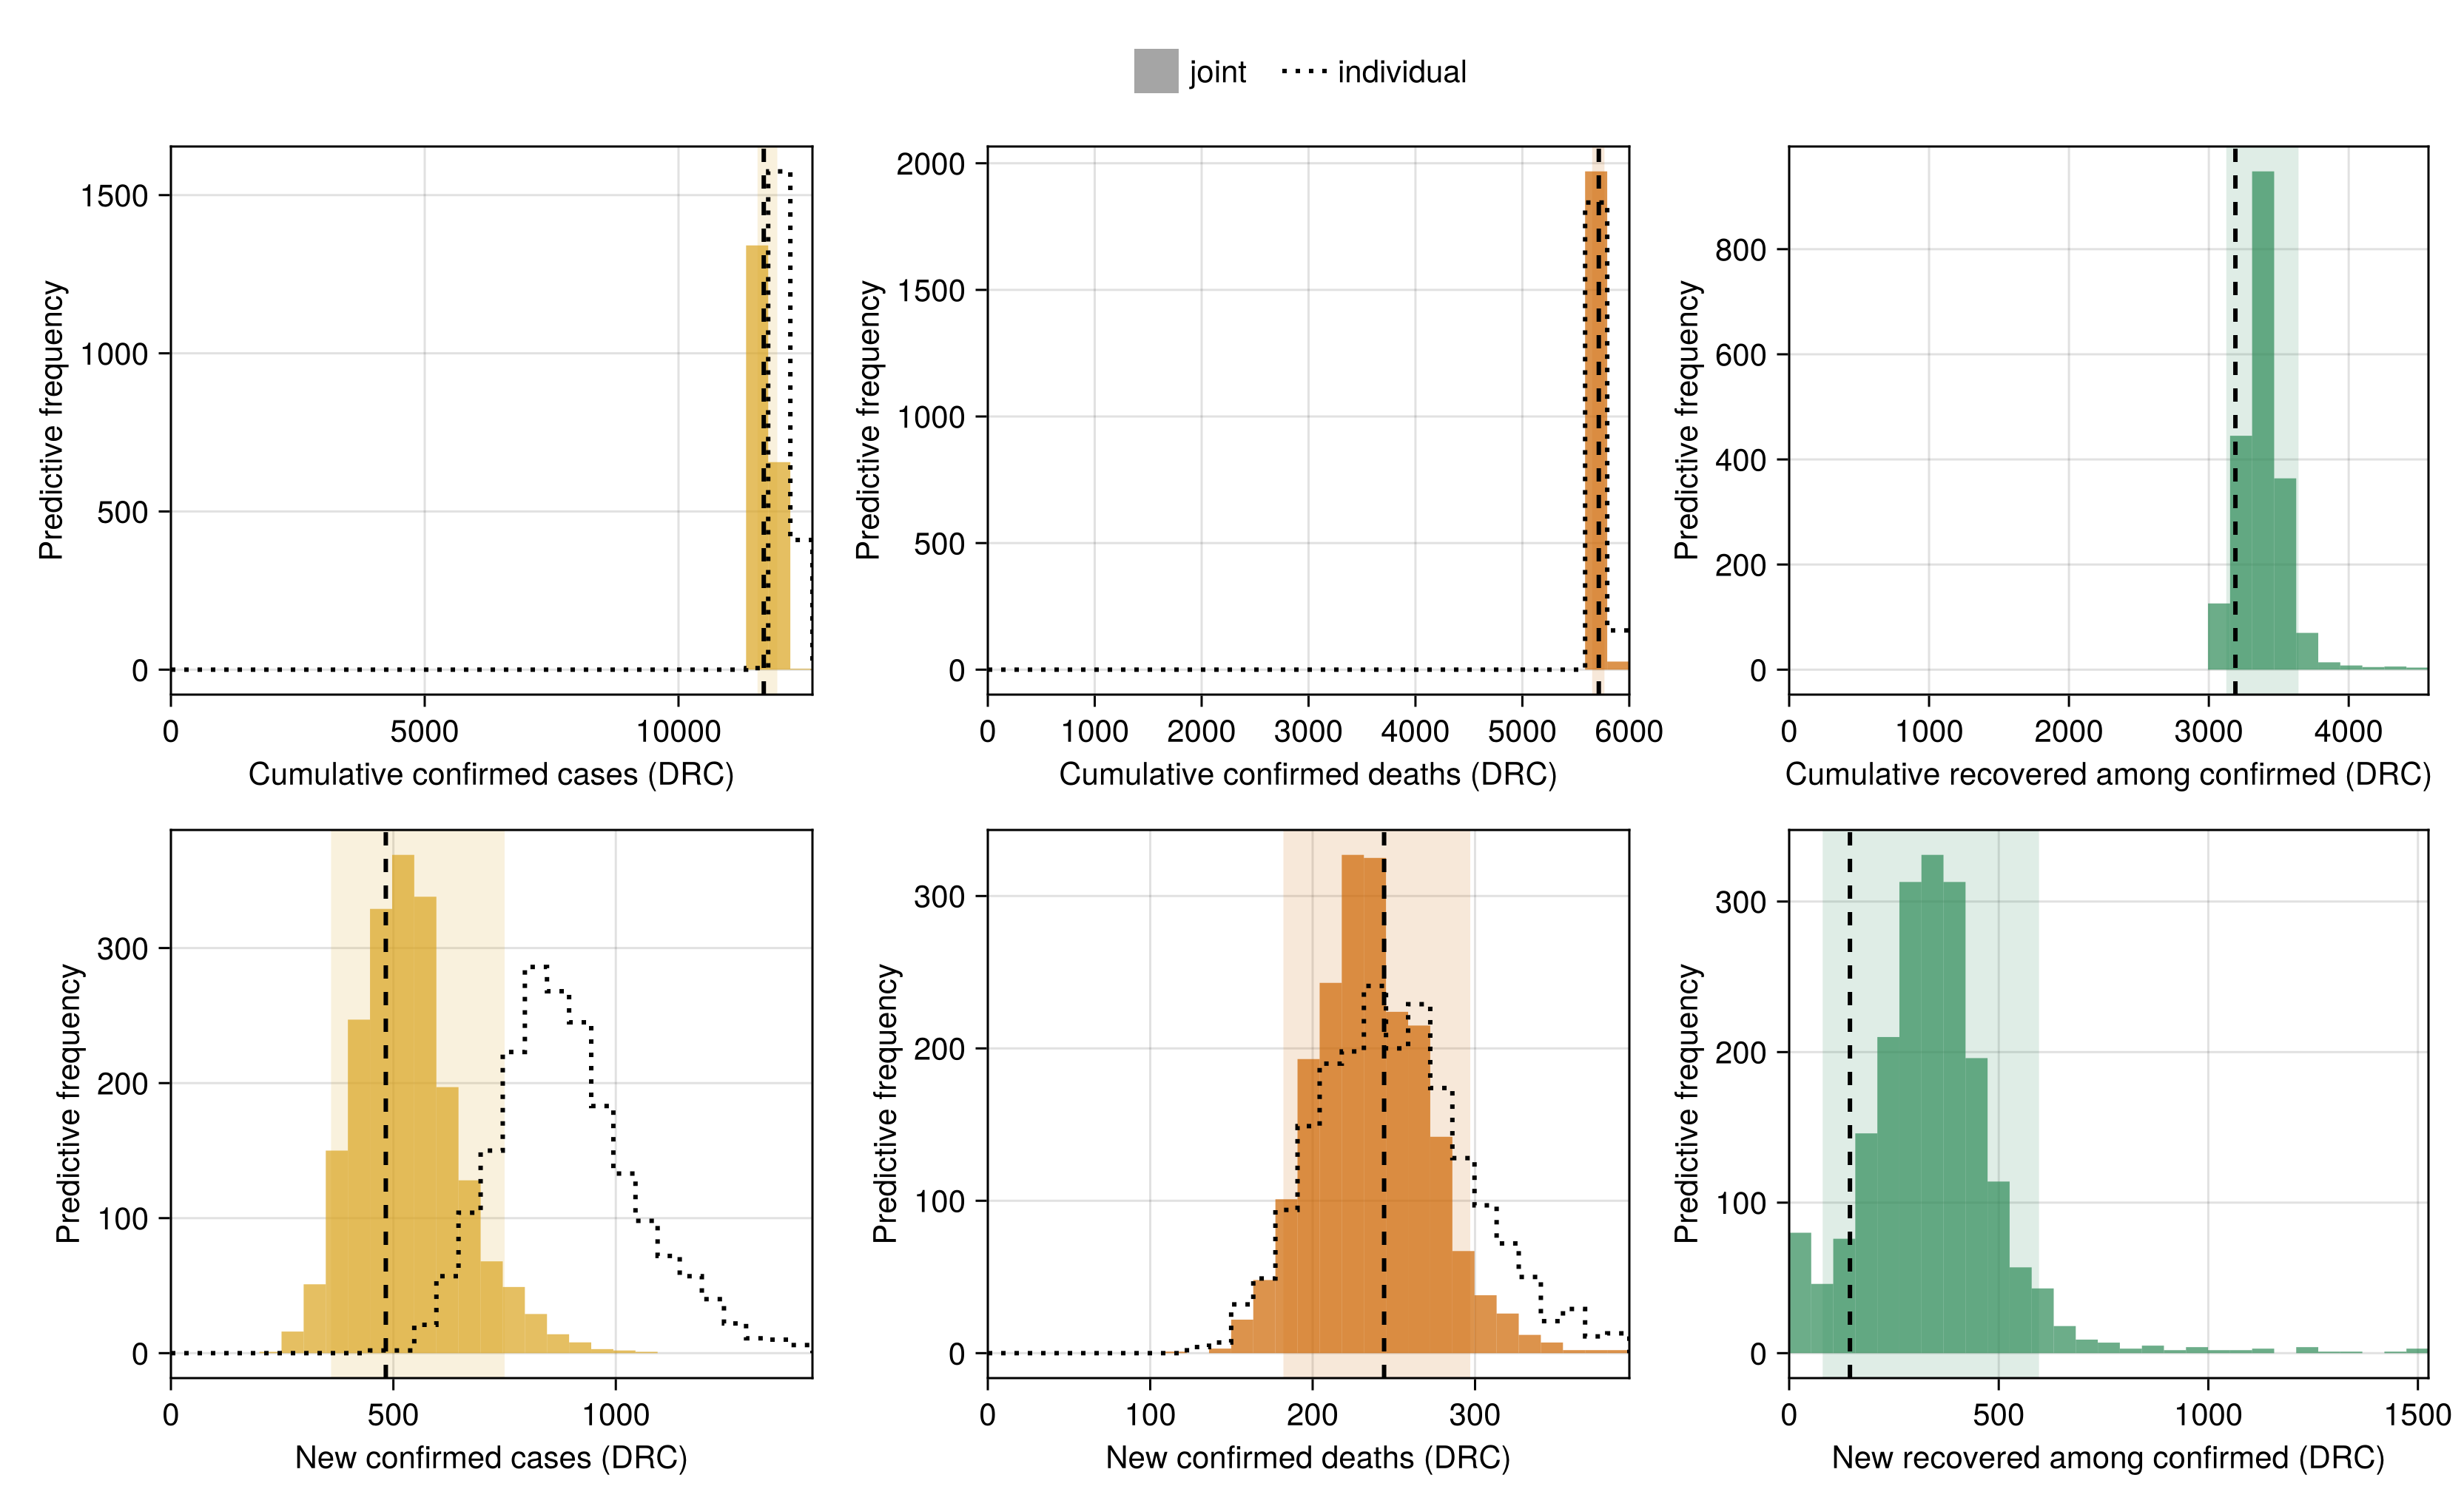 joint individual
Predictive frequency
1500
1000
500
0
0 5000 10000
Cumulative confirmed cases (DRC)
Predictive frequency
2000
1500
1000
500
0
0 1000 2000 3000 4000 5000 6000
Cumulative confirmed deaths (DRC)
Predictive frequency
800
600
400
200
0
0 1000 2000 3000 4000
Cumulative recovered among confirmed (DRC)
Predictive frequency
300
200
100
0
0 500 1000
New confirmed cases (DRC)
Predictive frequency
300
200
100
0
0 100 200 300
New confirmed deaths (DRC)
Predictive frequency
300
200
100
0
0 500 1000 1500
New recovered among confirmed (DRC)